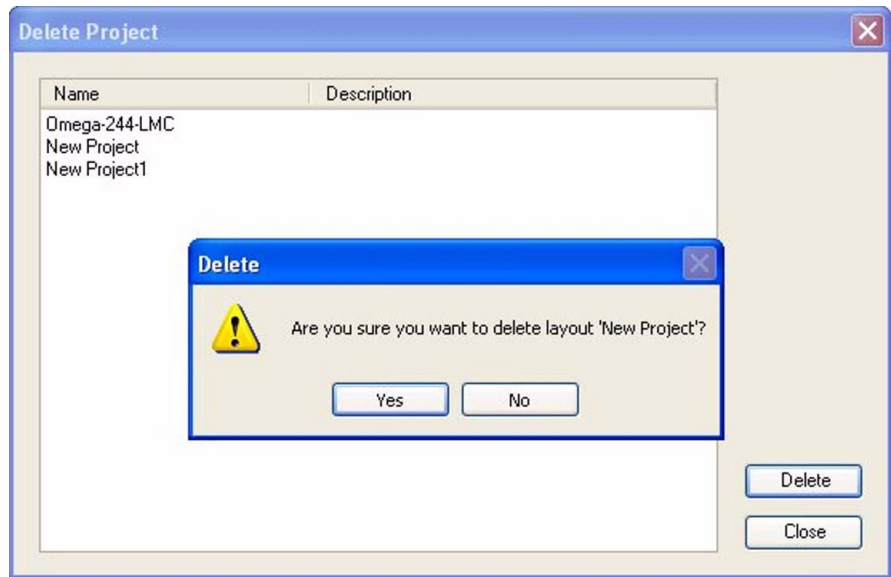 Delete Project
Name Description
Omega-244-LMC
New Project
New Project1
Delete
Are you sure you want to delete layout 'New Project'?
Yes No
Delete
Close